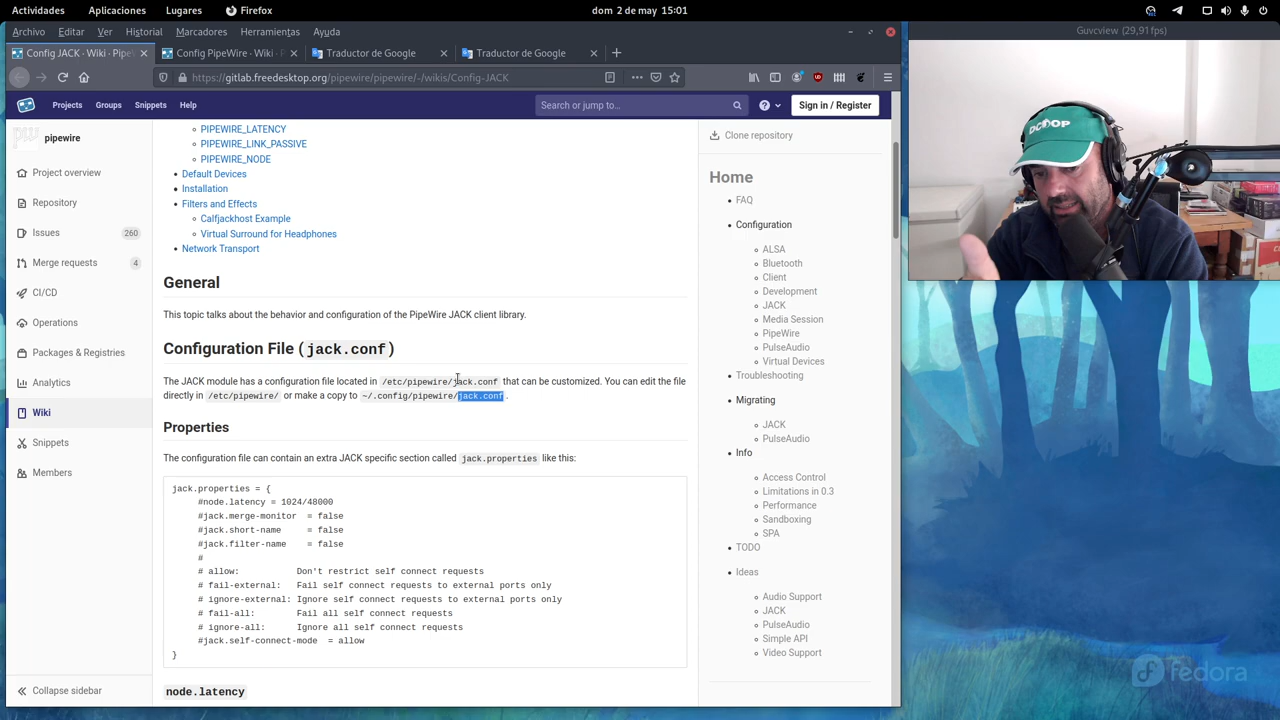 Actividades Aplicaciones Lugares Firefox dom 2 de may 15:01
Archivo Editar Ver Historial Marcadores Herramientas Ayuda
Guvcview (29,91fps)
Config JACK · Wiki · Pipe
Config PipeWire · Wiki · P
Traductor de Google
Traductor de Google
https://gitlab.freedesktop.org/pipewire/pipewire/-/wikis/Config-JACK
Projects Groups Snippets Help
Search or jump to...
Sign in / Register
pipewire
Project overview
Repository
Issues 260
Merge requests 4
CI/CD
Operations
Packages & Registries
Analytics
Wiki
Snippets
Members
Collapse sidebar
PIPEWIRE_LATENCY
PIPEWIRE_LINK_PASSIVE
PIPEWIRE_NODE
Default Devices
Installation
Filters and Effects
Calfjackhost Example
Virtual Surround for Headphones
Network Transport
General
This topic talks about the behavior and configuration of the PipeWire JACK client library.
Configuration File (jack.conf)
The JACK module has a configuration file located in /etc/pipewire/jack.conf that can be customized. You can edit the file
directly in /etc/pipewire/ or make a copy to ~/.config/pipewire/jack.conf .
Properties
The configuration file can contain an extra JACK specific section called jack.properties like this:
jack.properties = {
#node.latency = 1024/48000
#jack.merge-monitor = false
#jack.short-name = false
#jack.filter-name = false
#
# allow: Don't restrict self connect requests
# fail-external: Fail self connect requests to external ports only
# ignore-external: Ignore self connect requests to external ports only
# fail-all: Fail all self connect requests
# ignore-all: Ignore all self connect requests
#jack.self-connect-mode = allow
}
node.latency
Clone repository
Home
FAQ
Configuration
ALSA
Bluetooth
Client
Development
JACK
Media Session
PipeWire
PulseAudio
Virtual Devices
Troubleshooting
Migrating
JACK
PulseAudio
Info
Access Control
Limitations in 0.3
Performance
Sandboxing
SPA
TODO
Ideas
Audio Support
JACK
PulseAudio
Simple API
Video Support
DCOOP
fedora